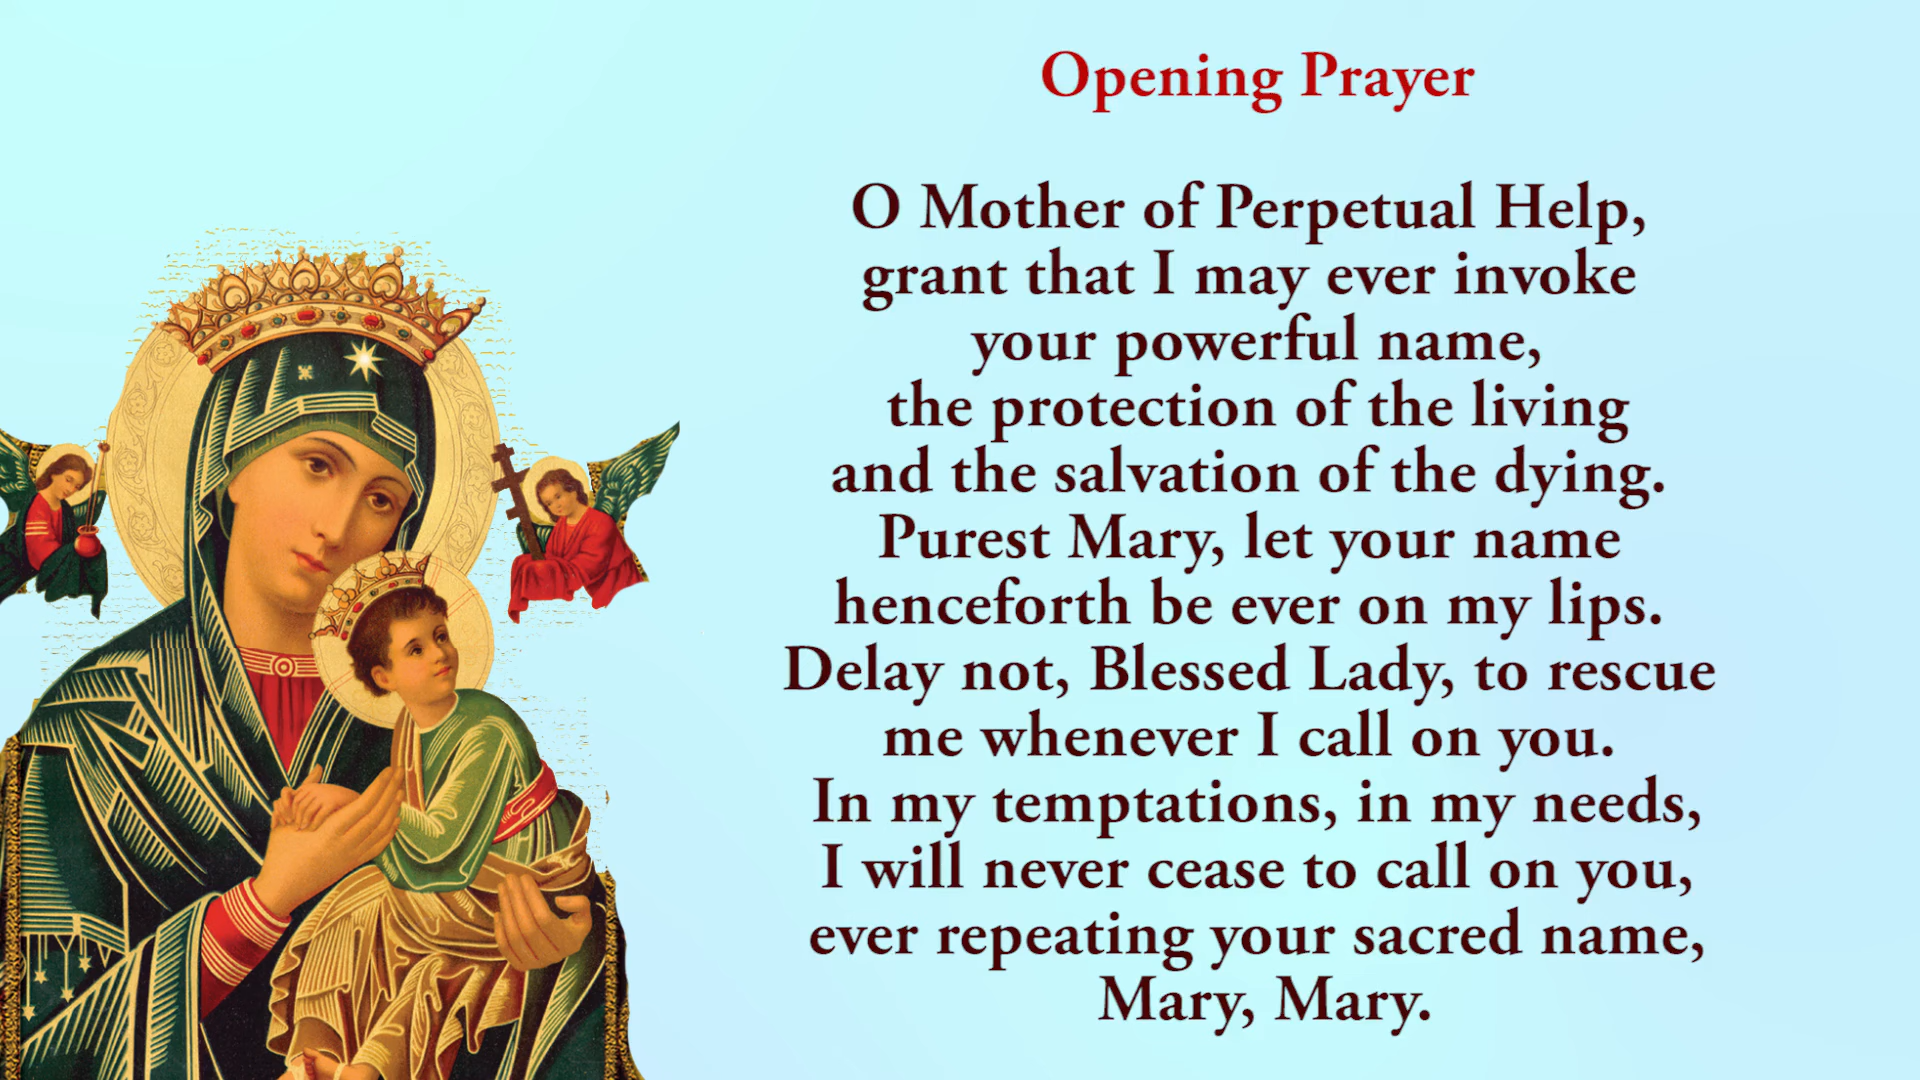 Opening Prayer
O Mother of Perpetual Help,
grant that I may ever invoke
your powerful name,
the protection of the living
and the salvation of the dying.
Purest Mary, let your name
henceforth be ever on my lips.
Delay not, Blessed Lady, to rescue
me whenever I call on you.
In my temptations, in my needs,
I will never cease to call on you,
ever repeating your sacred name,
Mary, Mary.